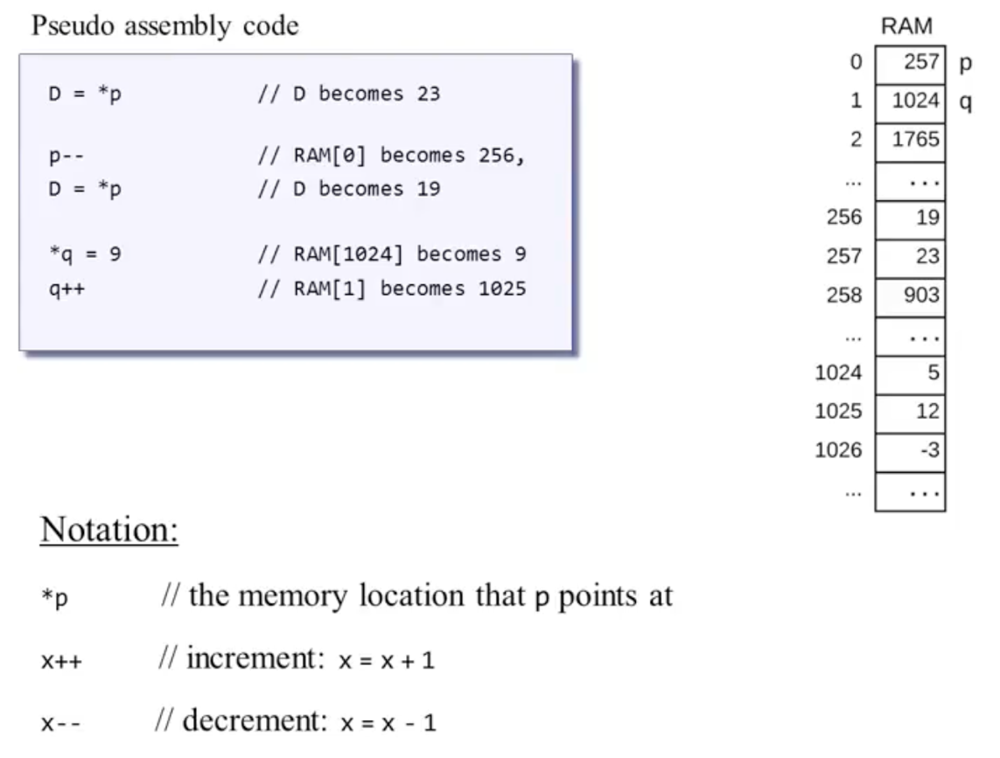 Pseudo assembly code
D = *p // D becomes 23
p-- // RAM[0] becomes 256,
D = *p // D becomes 19
*q = 9 // RAM[1024] becomes 9
q++ // RAM[1] becomes 1025
RAM
0 257 p
1 1024 q
2 1765
... ...
256 19
257 23
258 903
... ...
1024 5
1025 12
1026 -3
... ...
Notation:
*p // the memory location that p points at
x++ // increment: x = x + 1
x-- // decrement: x = x - 1